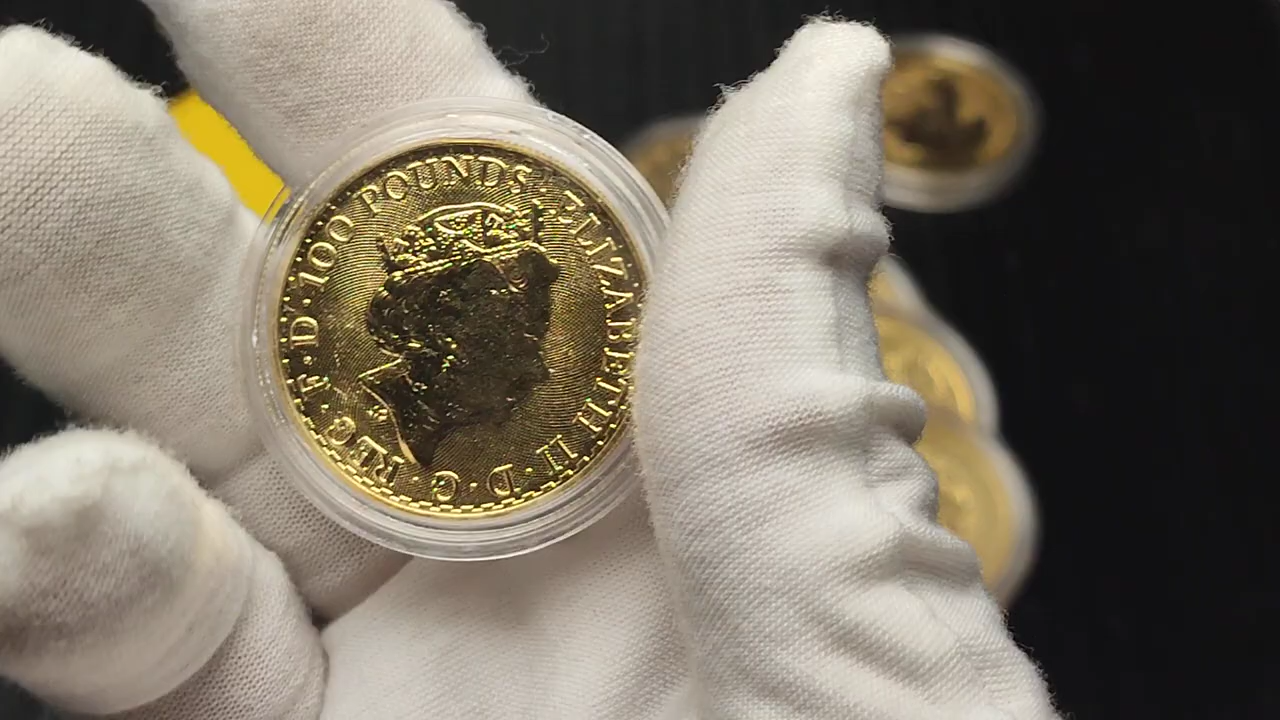 ELIZABETH II · D · G · REG · F · D · 100 POUNDS ·